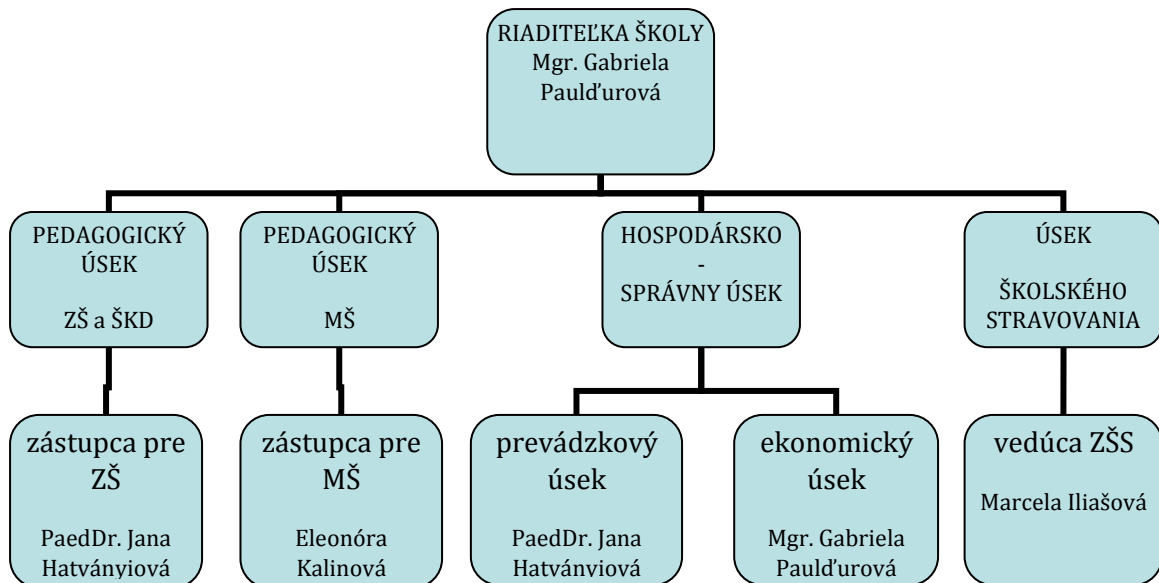 RIADITEĽKA ŠKOLY
Mgr. Gabriela
Paulďurová
PEDAGOGICKÝ
ÚSEK
ZŠ a ŠKD
PEDAGOGICKÝ
ÚSEK
MŠ
HOSPODÁRSKO
-
SPRÁVNY ÚSEK
ÚSEK
ŠKOLSKÉHO
STRAVOVANIA
zástupca pre
ZŠ
PaedDr. Jana
Hatványiová
zástupca pre
MŠ
Eleonóra
Kalinová
prevádzkový
úsek
PaedDr. Jana
Hatványiová
ekonomický
úsek
Mgr. Gabriela
Paulďurová
vedúca ZŠS
Marcela Iliašová